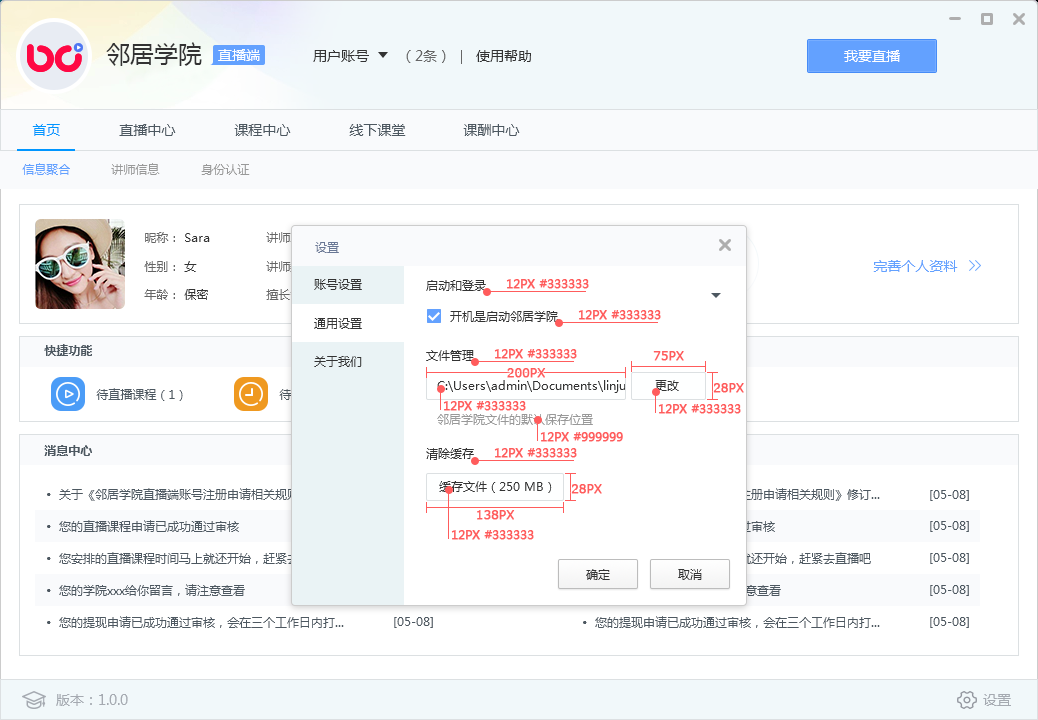 邻居学院 直播端 用户账号 （2条） | 使用帮助 我要直播
首页 直播中心 课程中心 线下课堂 课酬中心
信息聚合 讲师信息 身份认证
昵称： Sara 讲师
性别： 女 讲师
年龄： 保密 擅长
完善个人资料
快捷功能
待直播课程（1） 待
消息中心
• 关于《邻居学院直播端账号注册申请相关规则
• 您的直播课程申请已成功通过审核
• 您安排的直播课程时间马上就还开始，赶紧去
• 您的学院xxx给你留言，请注意查看
• 您的提现申请已成功通过审核，会在三个工作日内打... [05-08]
注册申请相关规则》修订... [05-08]
审核 [05-08]
还开始，赶紧去直播吧 [05-08]
意查看 [05-08]
• 您的提现申请已成功通过审核，会在三个工作日内打... [05-08]
设置
账号设置
通用设置
关于我们
启动和登录 12PX #333333
开机是启动邻居学院 12PX #333333
文件管理 12PX #333333 75PX
200PX
C:\Users\admin\Documents\linju 更改 28PX
12PX #333333 12PX #333333
邻居学院文件的默认保存位置
12PX #999999
清除缓存 12PX #333333
缓存文件（250 MB） 28PX
138PX
12PX #333333
确定 取消
版本：1.0.0 设置